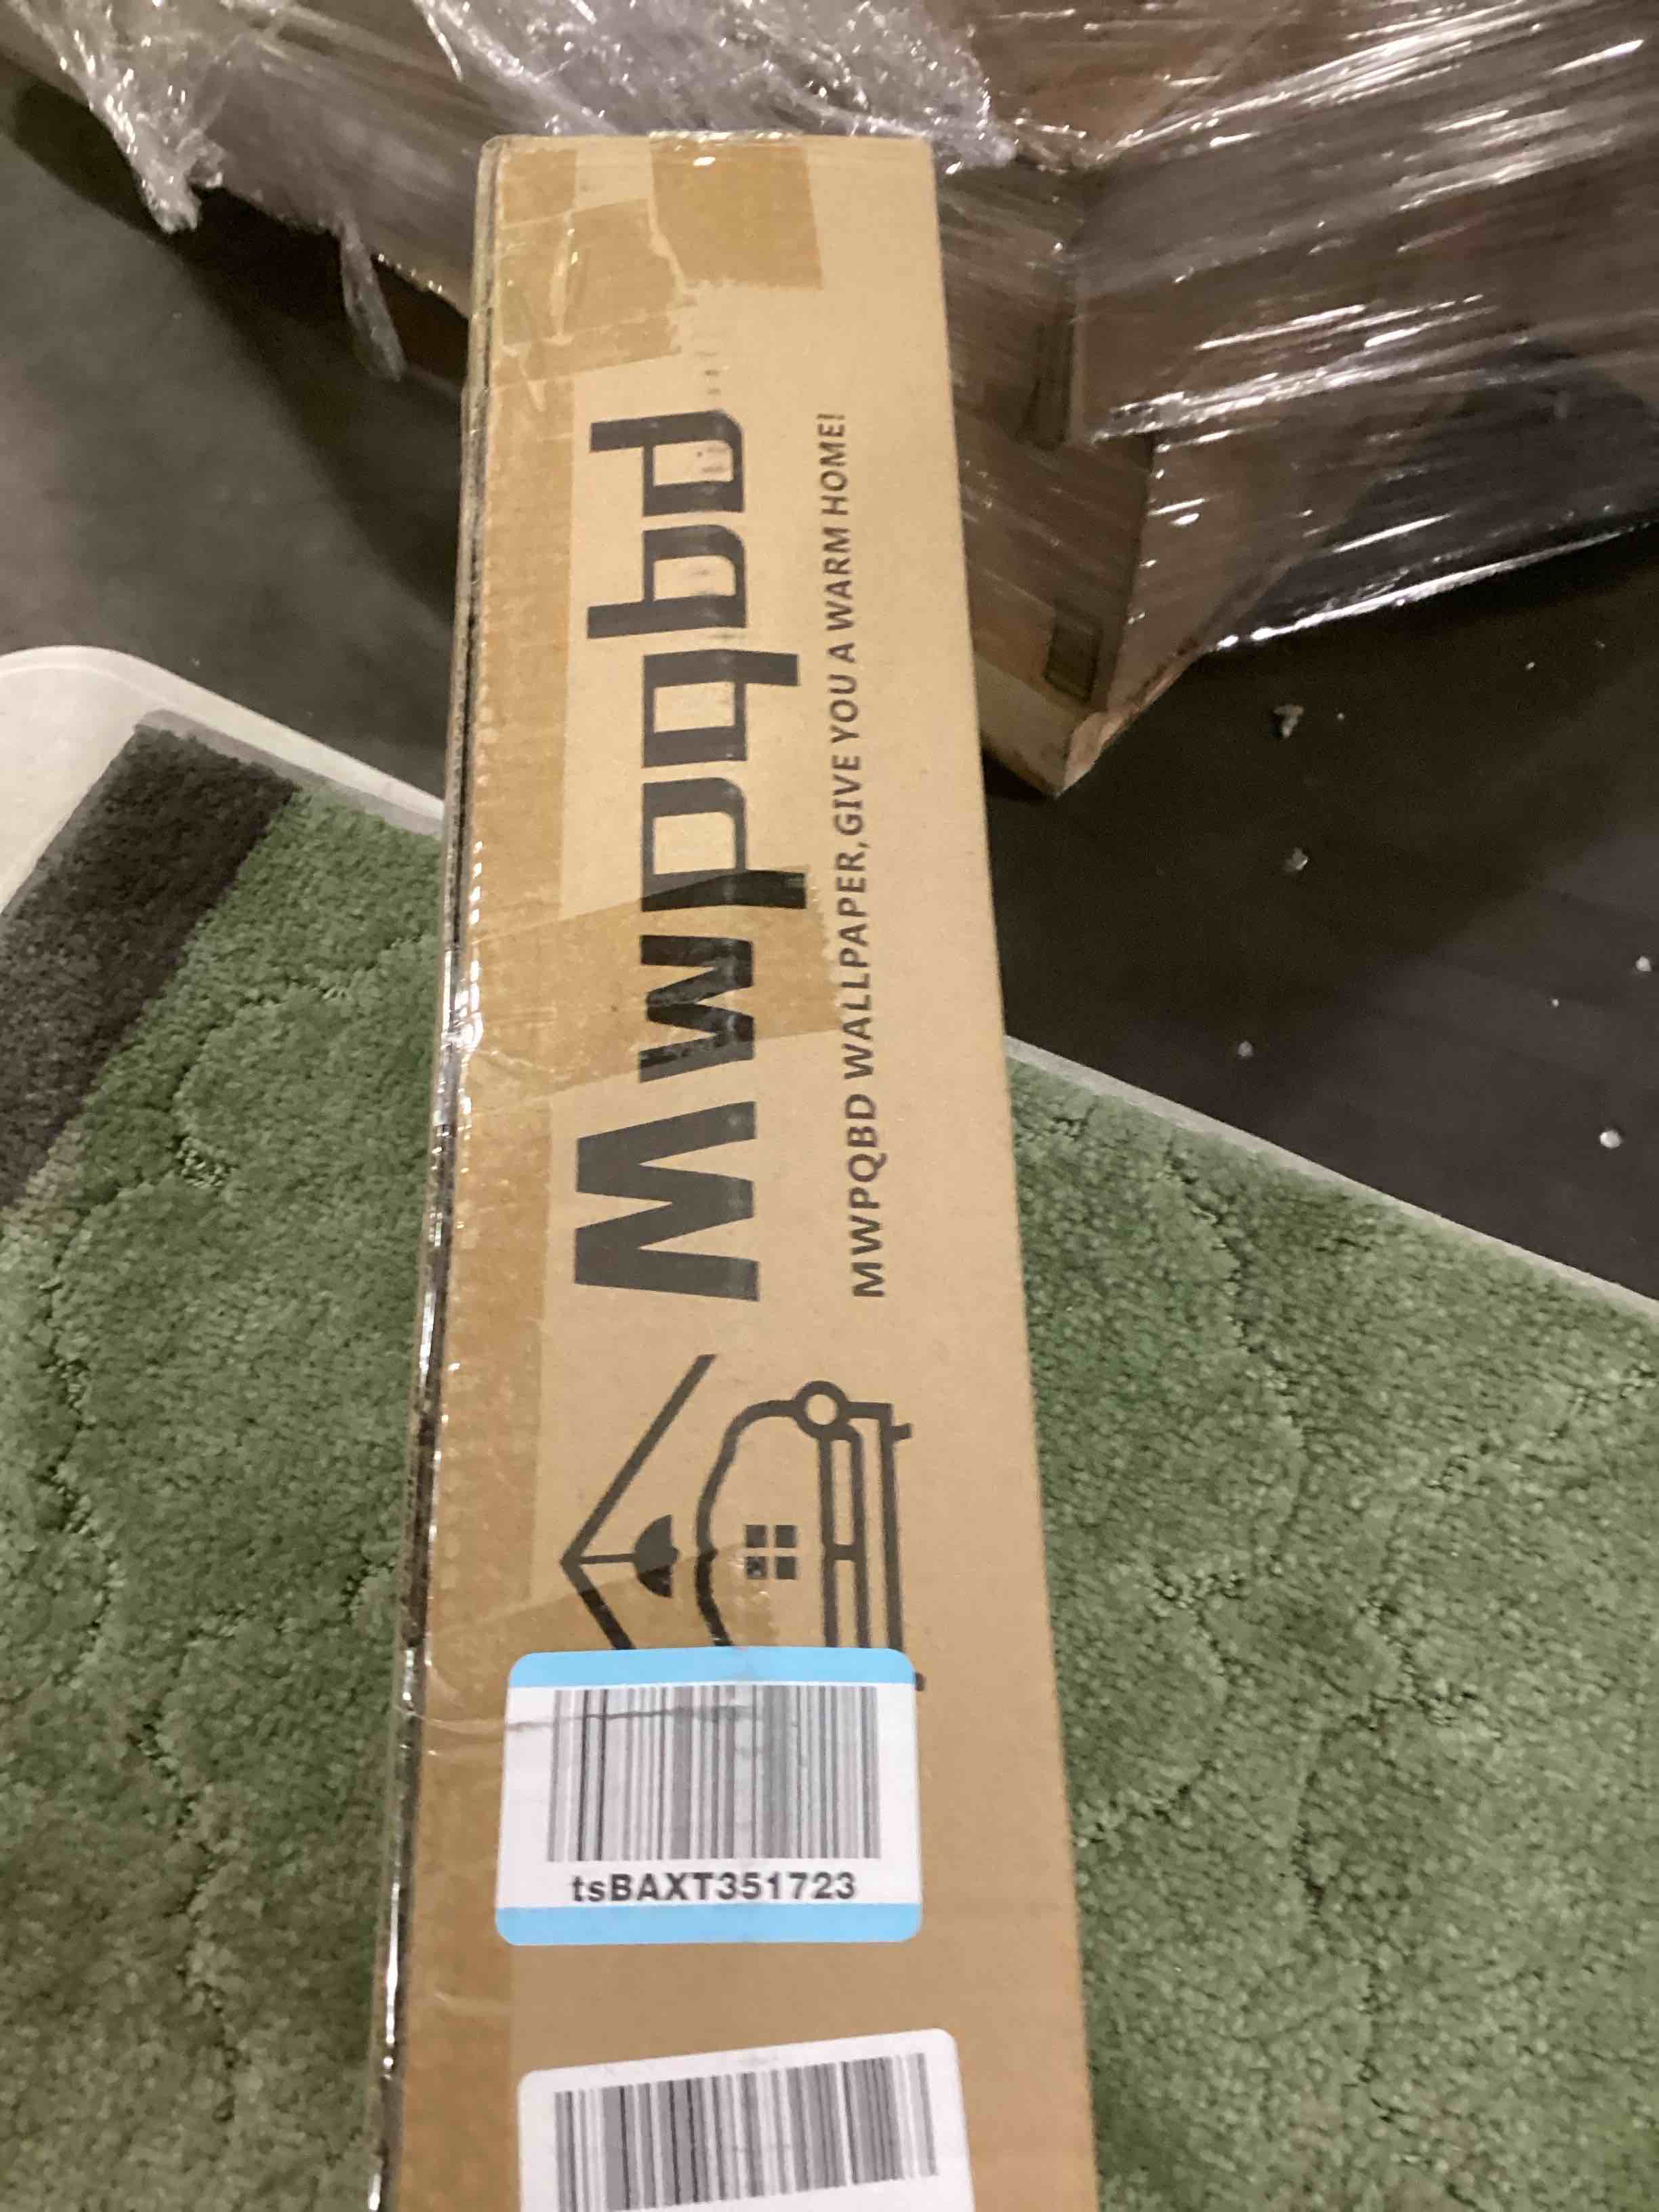 Mwpqbd
MWPQBD WALLPAPER, GIVE YOU A WARM HOME!
tsBAXT351723